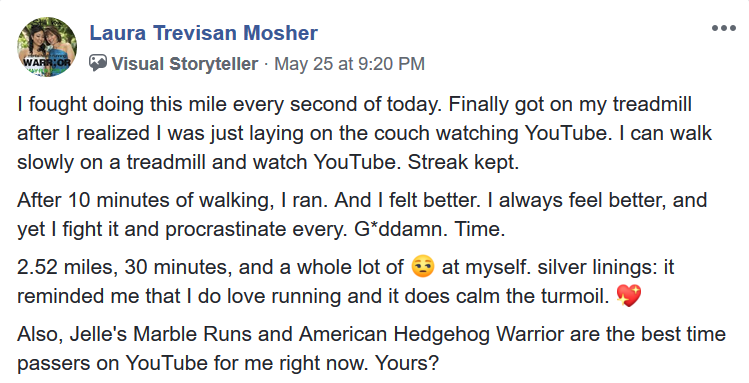 Laura Trevisan Mosher
WARRIOR
Visual Storyteller · May 25 at 9:20 PM
I fought doing this mile every second of today. Finally got on my treadmill
after I realized I was just laying on the couch watching YouTube. I can walk
slowly on a treadmill and watch YouTube. Streak kept.
After 10 minutes of walking, I ran. And I felt better. I always feel better, and
yet I fight it and procrastinate every. G*ddamn. Time.
2.52 miles, 30 minutes, and a whole lot of 😒 at myself. silver linings: it
reminded me that I do love running and it does calm the turmoil. 💖
Also, Jelle's Marble Runs and American Hedgehog Warrior are the best time
passers on YouTube for me right now. Yours?